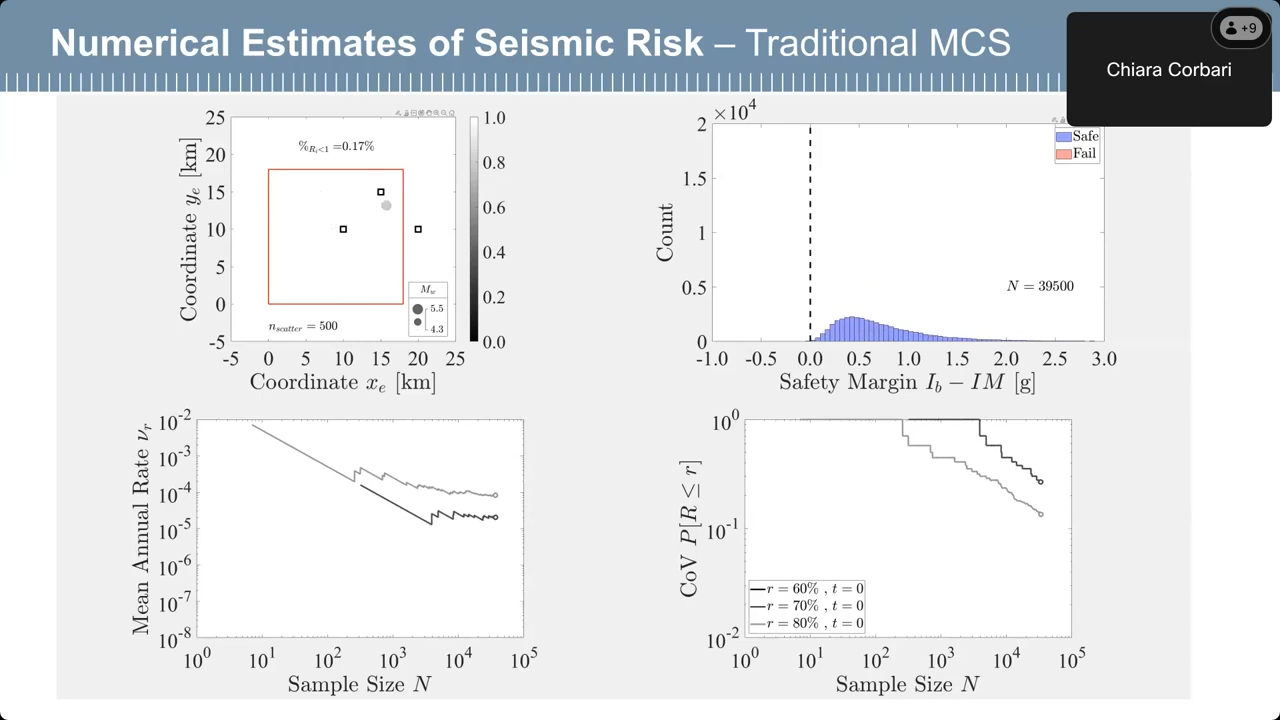 Numerical Estimates of Seismic Risk – Traditional MCS
+9
Chiara Corbari
25
20
15
10
5
0
-5
Coordinate y_e [km]
%_{R_i<1} =0.17%
n_{scatter} = 500
M_w
5.5
4.3
-5 0 5 10 15 20 25
Coordinate x_e [km]
1.0
0.8
0.6
0.4
0.2
0.0
×10^4
2
1.5
1
0.5
0
Count
Safe
Fail
N = 39500
-1.0 -0.5 0.0 0.5 1.0 1.5 2.0 2.5 3.0
Safety Margin I_b − IM [g]
10^-2
10^-3
10^-4
10^-5
10^-6
10^-7
10^-8
Mean Annual Rate ν_r
10^0 10^1 10^2 10^3 10^4 10^5
Sample Size N
10^0
10^-1
10^-2
CoV P[R ≤ r]
r = 60% , t = 0
r = 70% , t = 0
r = 80% , t = 0
10^0 10^1 10^2 10^3 10^4 10^5
Sample Size N